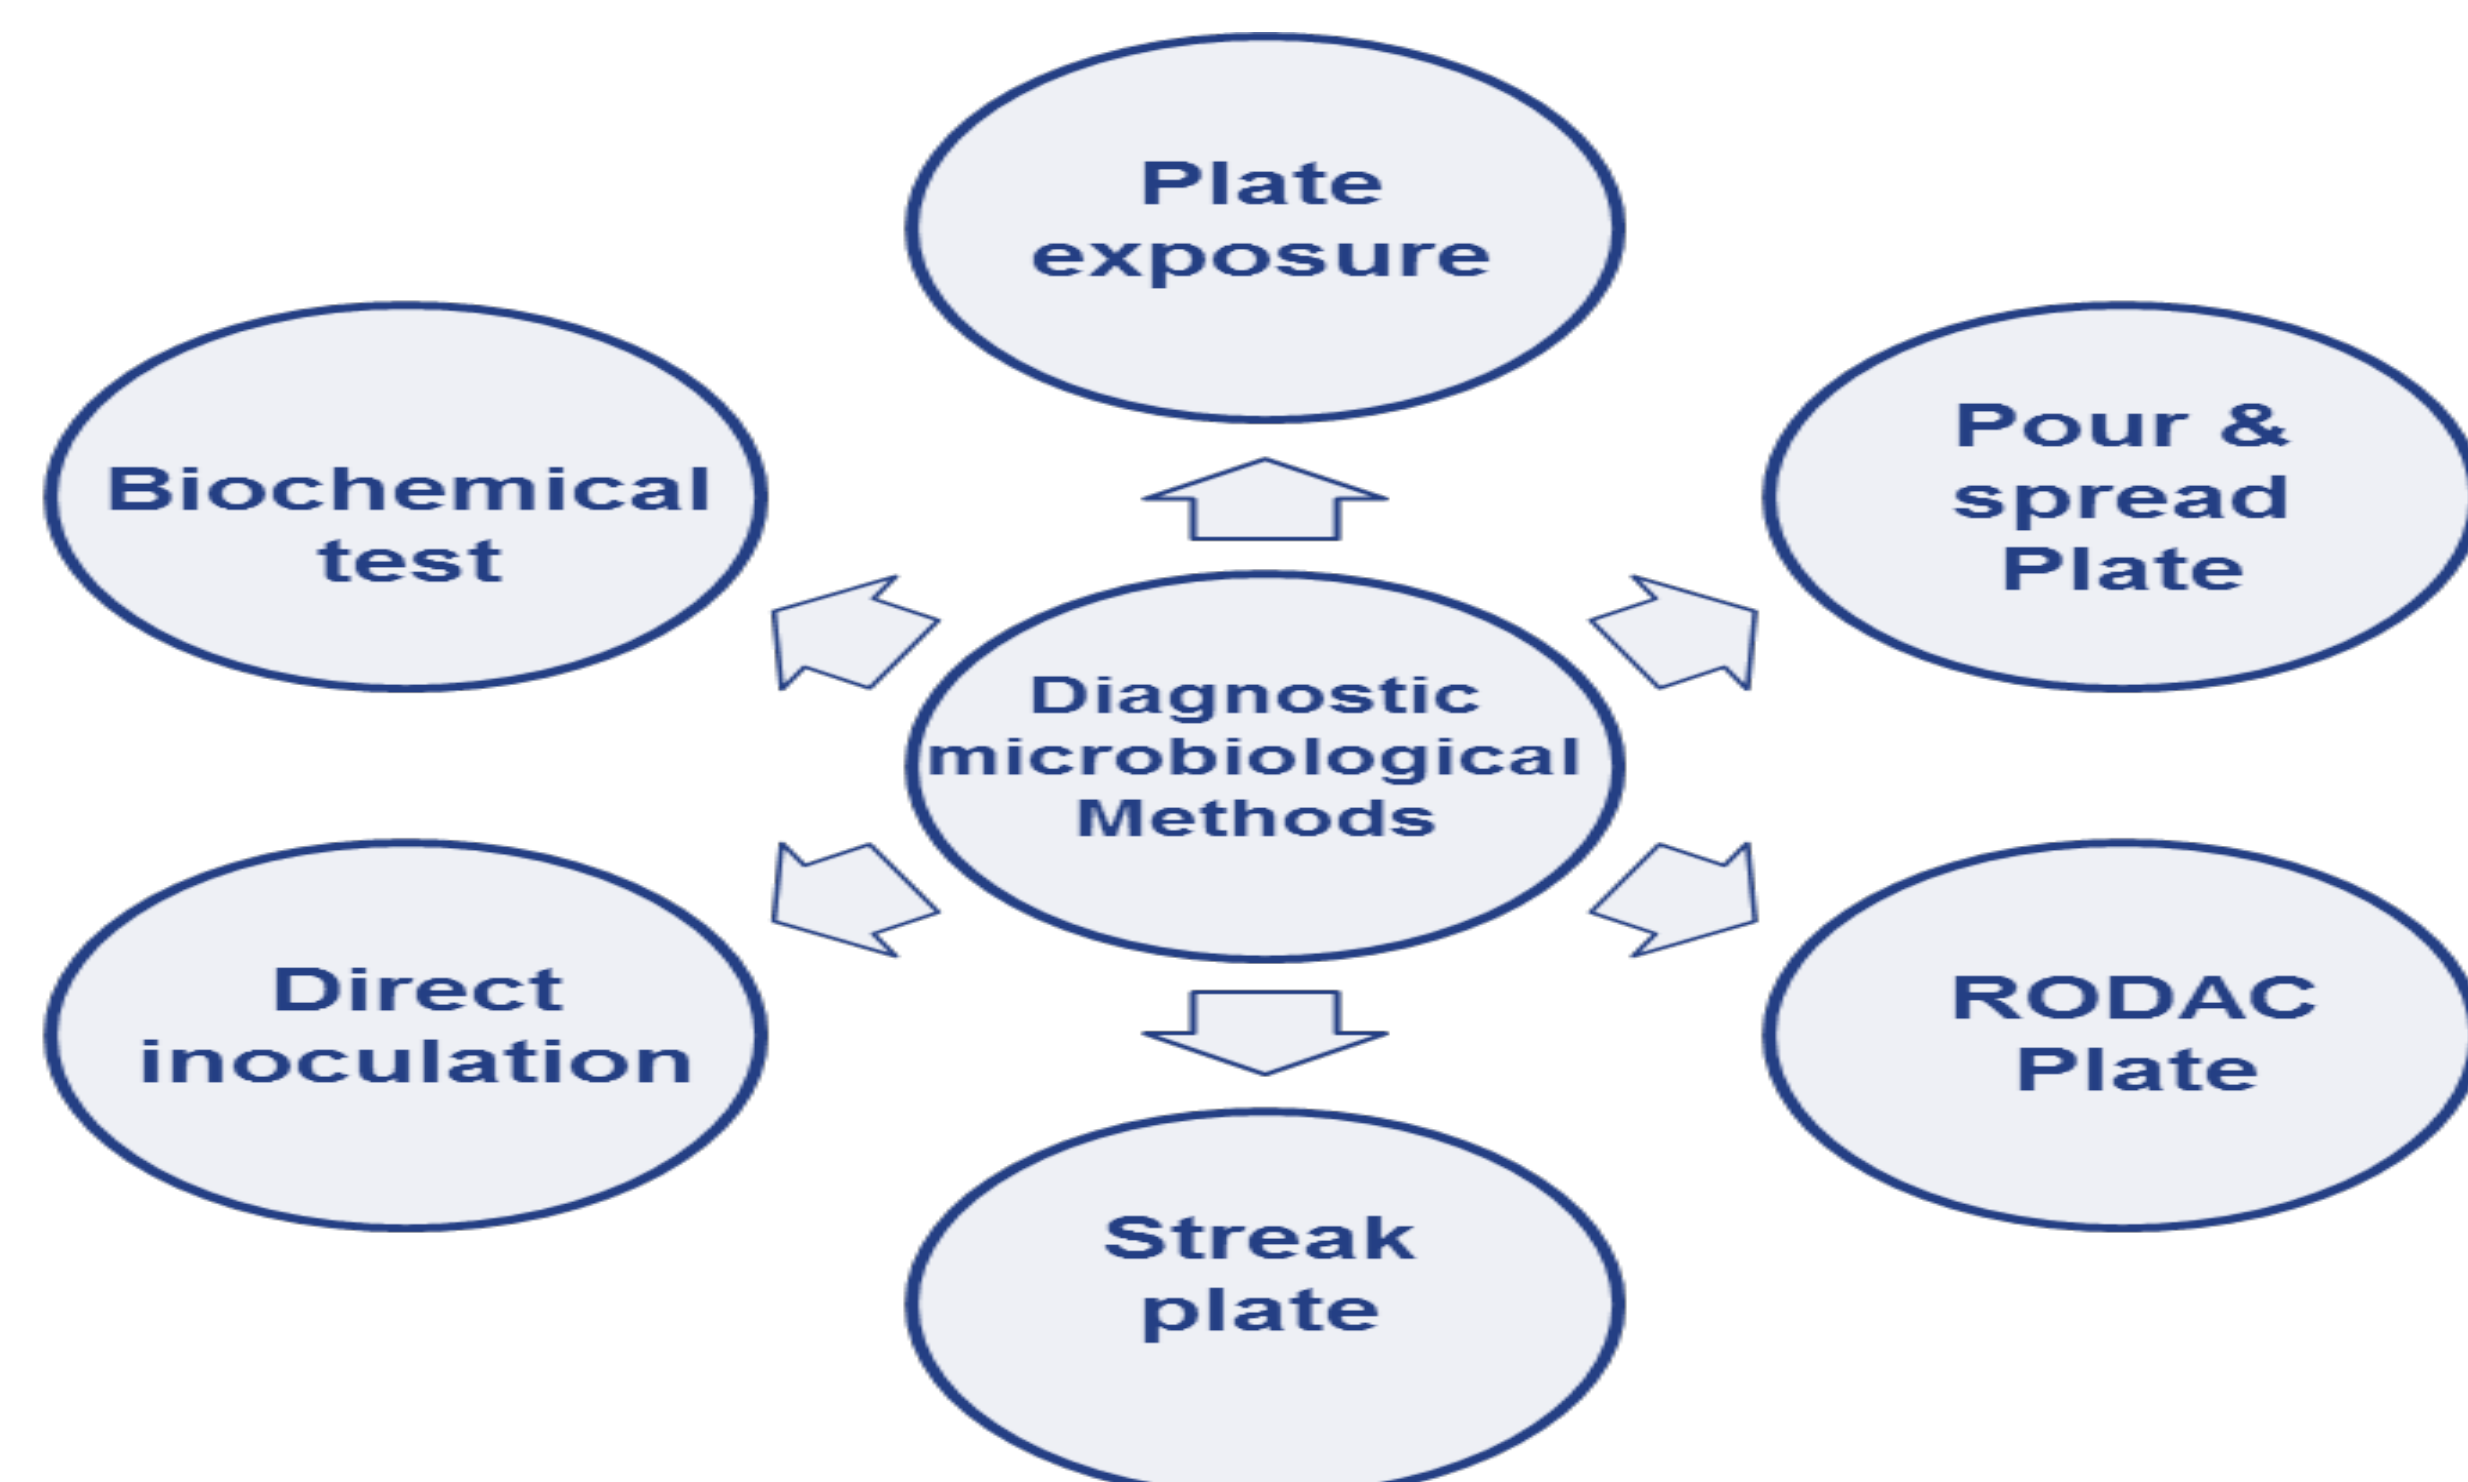 Plate
exposure
Pour &
spread
Plate
Biochemical
test
Diagnostic
microbiological
Methods
Direct
inoculation
RODAC
Plate
Streak
plate